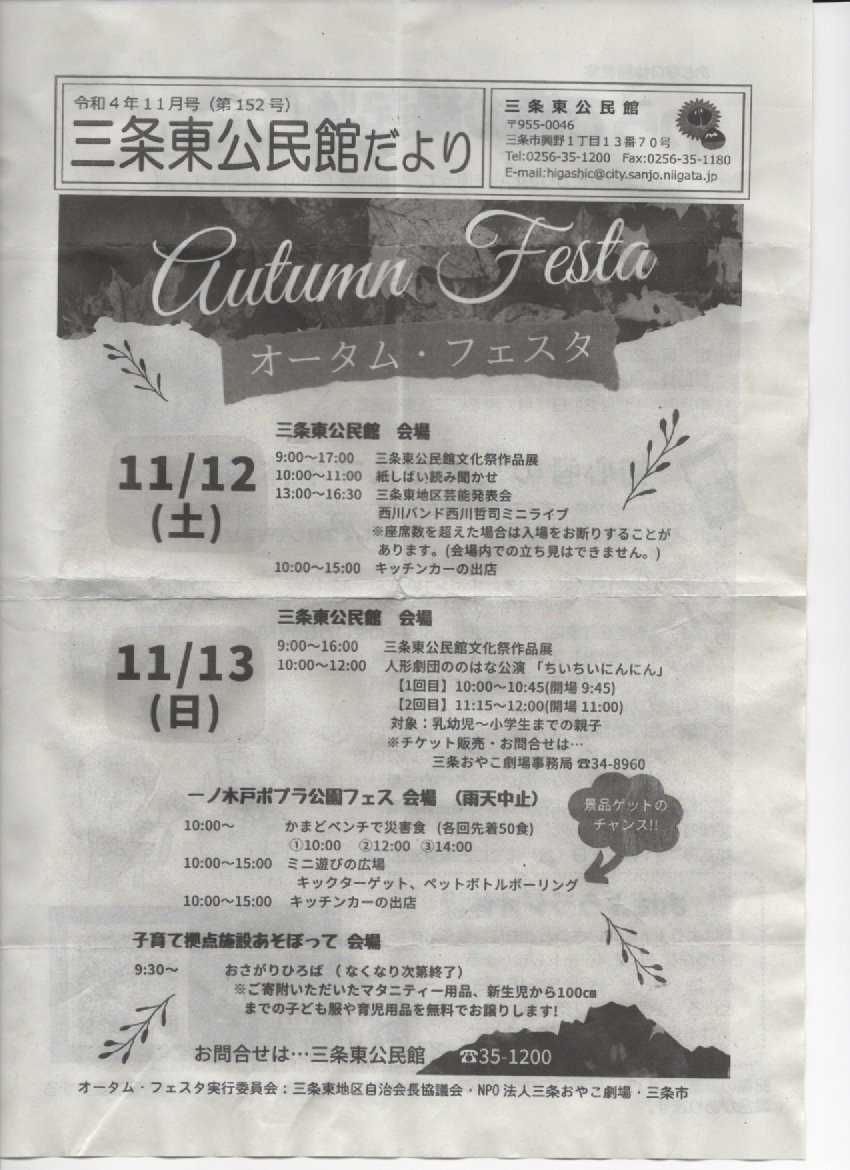 令和4年11月号（第152号）
三条東公民館だより
三条東公民館
〒955-0046
三条市興野1丁目13番70号
Tel:0256-35-1200 Fax:0256-35-1180
E-mail:higashic@city.sanjo.niigata.jp
Autumn Festa
オータム・フェスタ
11/12
(土)
三条東公民館 会場
9:00～17:00 三条東公民館文化祭作品展
10:00～11:00 紙しばい読み聞かせ
13:00～16:30 三条東地区芸能発表会
西川バンド西川哲司ミニライブ
※座席数を超えた場合は入場をお断りすることが
あります。(会場内での立ち見はできません。)
10:00～15:00 キッチンカーの出店
11/13
(日)
三条東公民館 会場
9:00～16:00 三条東公民館文化祭作品展
10:00～12:00 人形劇団ののはな公演「ちいちいにんにん」
【1回目】10:00～10:45(開場 9:45)
【2回目】11:15～12:00(開場 11:00)
対象：乳幼児～小学生までの親子
※チケット販売・お問合せは…
三条おやこ劇場事務局 ☎34-8960
一ノ木戸ポプラ公園フェス 会場 （雨天中止）
10:00～ かまどベンチで災害食 (各回先着50食)
①10:00 ②12:00 ③14:00
10:00～15:00 ミニ遊びの広場
キックターゲット、ペットボトルボーリング
10:00～15:00 キッチンカーの出店
景品ゲットの
チャンス!!
子育て拠点施設あそぼって 会場
9:30～ おさがりひろば （なくなり次第終了）
※ご寄附いただいたマタニティー用品、新生児から100㎝
までの子ども服や育児用品を無料でお譲りします!
お問合せは…三条東公民館 ☎35-1200
オータム・フェスタ実行委員会：三条東地区自治会長協議会・NPO法人三条おやこ劇場・三条市